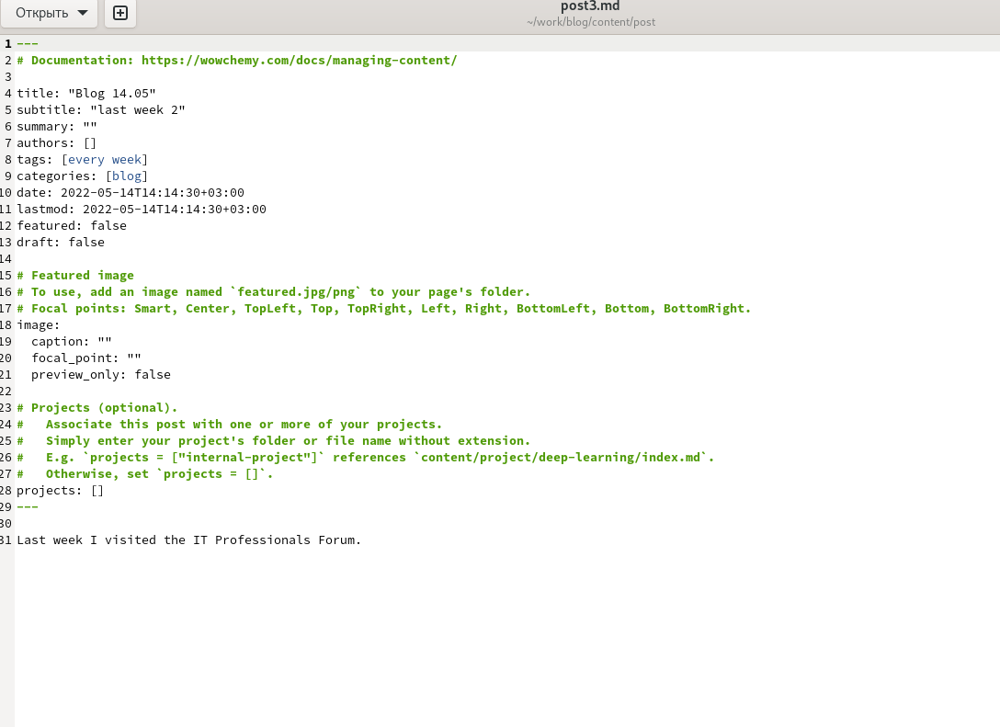 Открыть
post3.md
~/work/blog/content/post
1 ---
2 # Documentation: https://wowchemy.com/docs/managing-content/
3
4 title: "Blog 14.05"
5 subtitle: "last week 2"
6 summary: ""
7 authors: []
8 tags: [every week]
9 categories: [blog]
10 date: 2022-05-14T14:14:30+03:00
11 lastmod: 2022-05-14T14:14:30+03:00
12 featured: false
13 draft: false
14
15 # Featured image
16 # To use, add an image named `featured.jpg/png` to your page's folder.
17 # Focal points: Smart, Center, TopLeft, Top, TopRight, Left, Right, BottomLeft, Bottom, BottomRight.
18 image:
19   caption: ""
20   focal_point: ""
21   preview_only: false
22
23 # Projects (optional).
24 #   Associate this post with one or more of your projects.
25 #   Simply enter your project's folder or file name without extension.
26 #   E.g. `projects = ["internal-project"]` references `content/project/deep-learning/index.md`.
27 #   Otherwise, set `projects = []`.
28 projects: []
29 ---
30
31 Last week I visited the IT Professionals Forum.